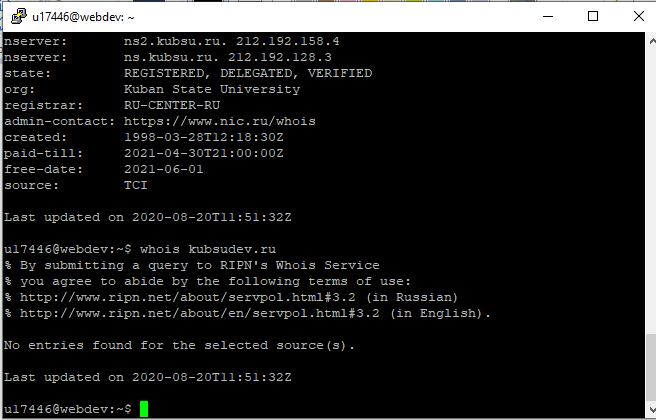 u17446@webdev: ~
nserver:       ns2.kubsu.ru. 212.192.158.4
nserver:       ns.kubsu.ru. 212.192.128.3
state:         REGISTERED, DELEGATED, VERIFIED
org:           Kuban State University
registrar:     RU-CENTER-RU
admin-contact: https://www.nic.ru/whois
created:       1998-03-28T12:18:30Z
paid-till:     2021-04-30T21:00:00Z
free-date:     2021-06-01
source:        TCI
Last updated on 2020-08-20T11:51:32Z
u17446@webdev:~$ whois kubsudev.ru
% By submitting a query to RIPN's Whois Service
% you agree to abide by the following terms of use:
% http://www.ripn.net/about/servpol.html#3.2 (in Russian)
% http://www.ripn.net/about/en/servpol.html#3.2 (in English).
No entries found for the selected source(s).
Last updated on 2020-08-20T11:51:32Z
u17446@webdev:~$